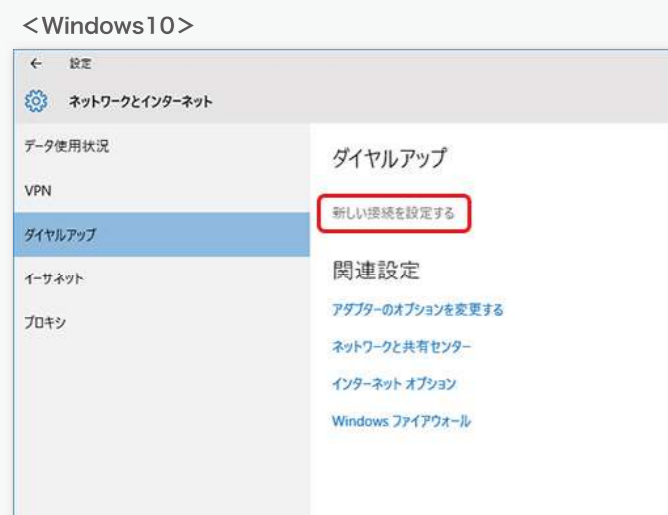 <Windows10>
← 設定
ネットワークとインターネット
データ使用状況
VPN
ダイヤルアップ
イーサネット
プロキシ
ダイヤルアップ
新しい接続を設定する
関連設定
アダプターのオプションを変更する
ネットワークと共有センター
インターネット オプション
Windows ファイアウォール